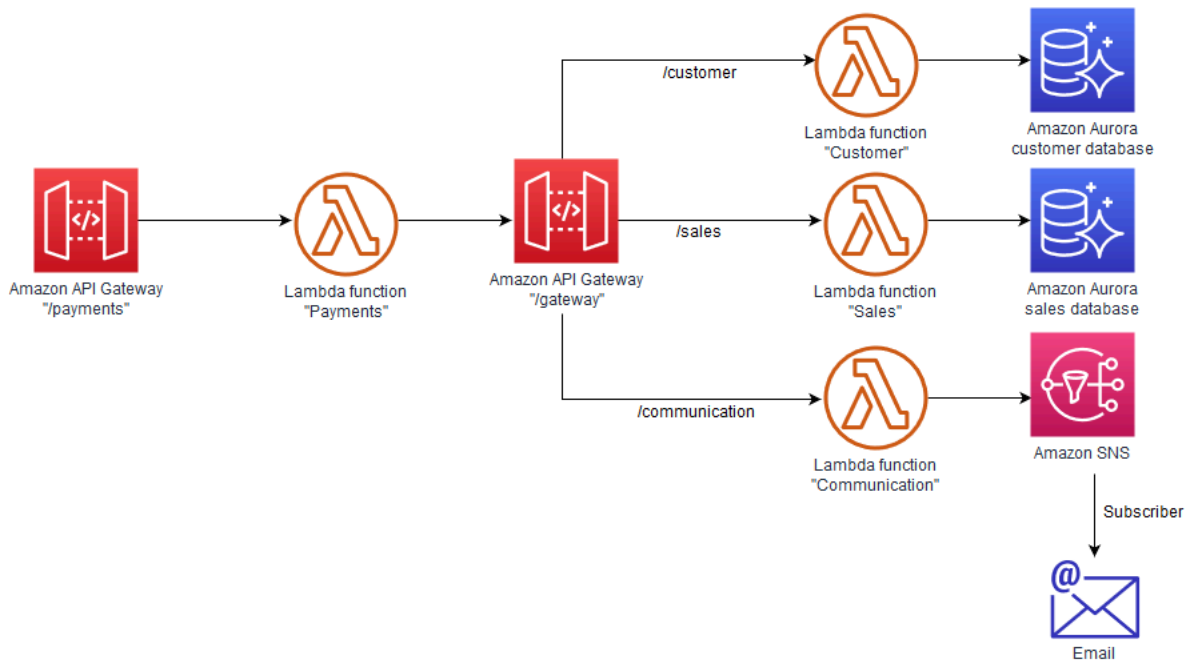 /customer
Lambda function
"Customer"
Amazon Aurora
customer database
</>
Amazon API Gateway
"/payments"
Lambda function
"Payments"
</>
Amazon API Gateway
"/gateway"
/sales
Lambda function
"Sales"
Amazon Aurora
sales database
/communication
Lambda function
"Communication"
Amazon SNS
Subscriber
@
Email